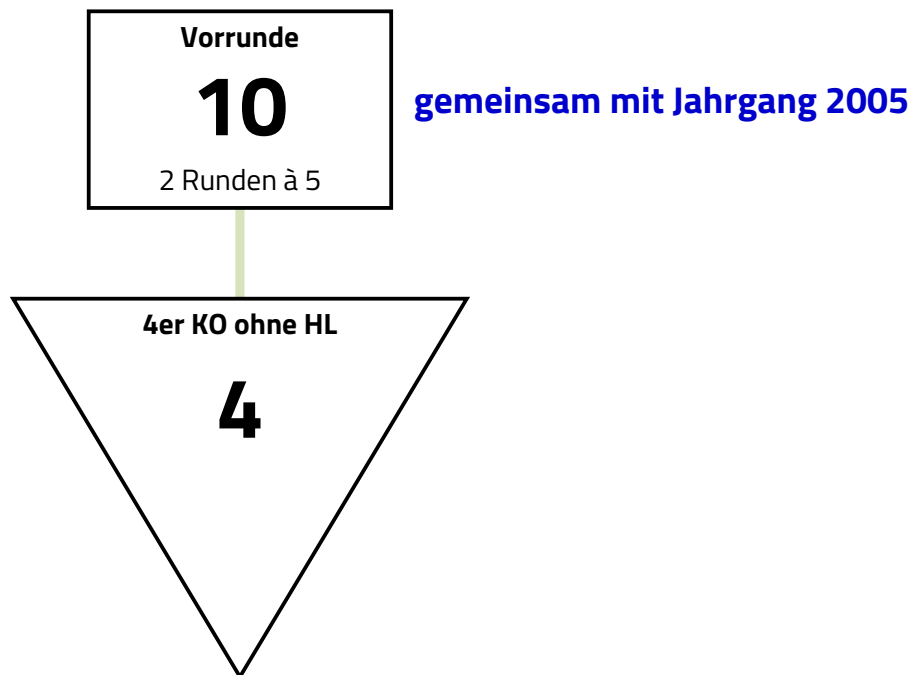 Vorrunde
10
gemeinsam mit Jahrgang 2005
2 Runden à 5
4er KO ohne HL
4